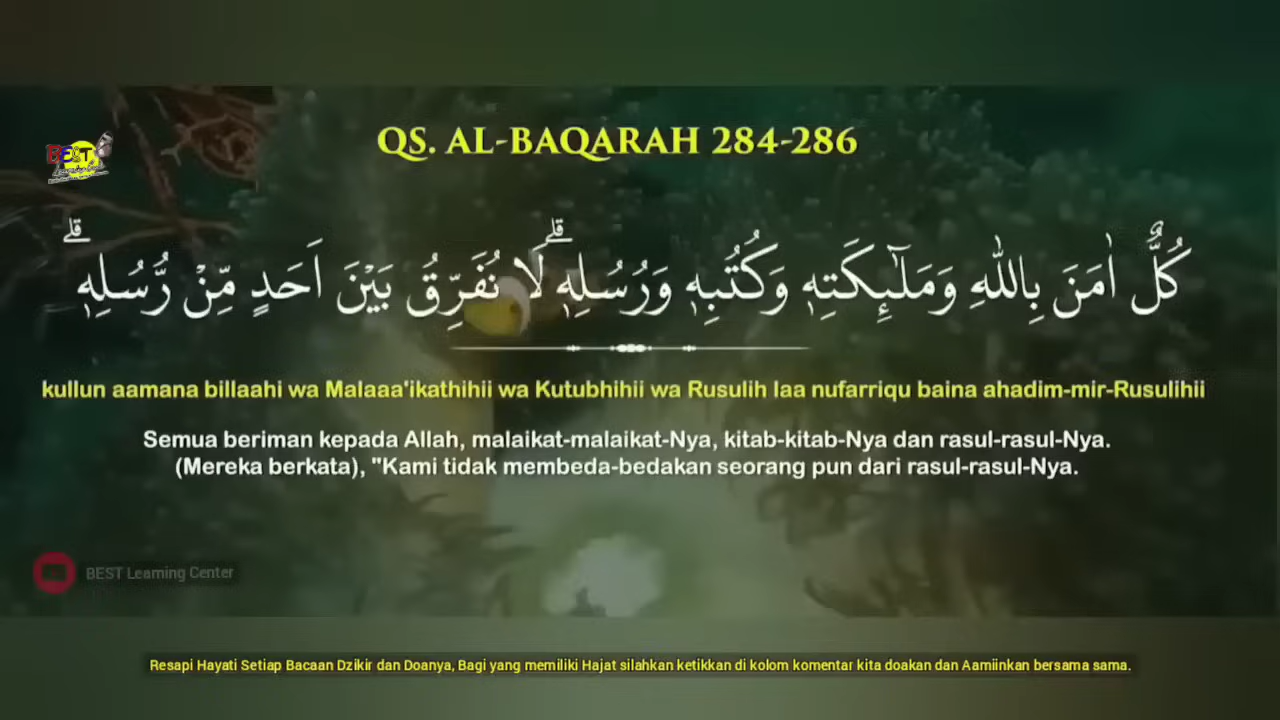 BEST
QS. AL-BAQARAH 284-286
كُلٌّ اٰمَنَ بِاللّٰهِ وَمَلٰۤىِٕكَتِهٖ وَكُتُبِهٖ وَرُسُلِهٖۗ لَا نُفَرِّقُ بَيْنَ اَحَدٍ مِّنْ رُّسُلِهٖۗ
kullun aamana billaahi wa Malaaa'ikathihii wa Kutubhihii wa Rusulih laa nufarriqu baina ahadim-mir-Rusulihii
Semua beriman kepada Allah, malaikat-malaikat-Nya, kitab-kitab-Nya dan rasul-rasul-Nya.
(Mereka berkata), "Kami tidak membeda-bedakan seorang pun dari rasul-rasul-Nya.
BEST Learning Center
Resapi Hayati Setiap Bacaan Dzikir dan Doanya, Bagi yang memiliki Hajat silahkan ketikkan di kolom komentar kita doakan dan Aamiinkan bersama sama.